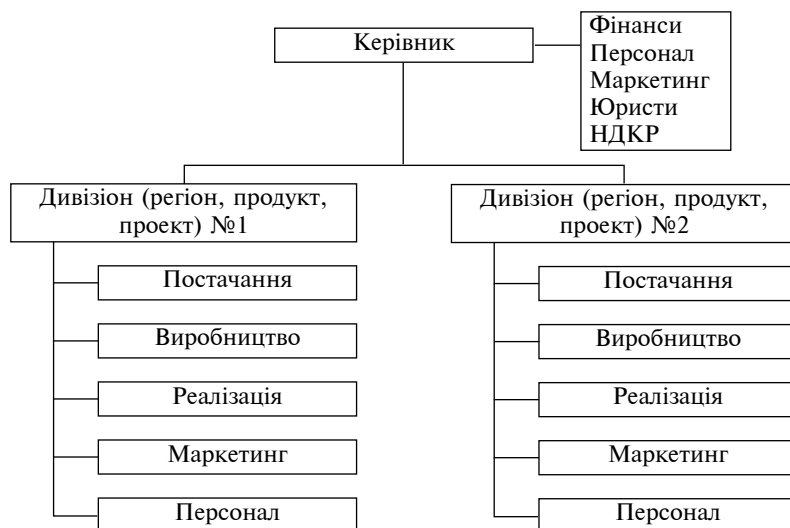 Керівник
Фінанси
Персонал
Маркетинг
Юристи
НДКР
Дивізіон (регіон, продукт,
проект) №1
Постачання
Виробництво
Реалізація
Маркетинг
Персонал
Дивізіон (регіон, продукт,
проект) №2
Постачання
Виробництво
Реалізація
Маркетинг
Персонал